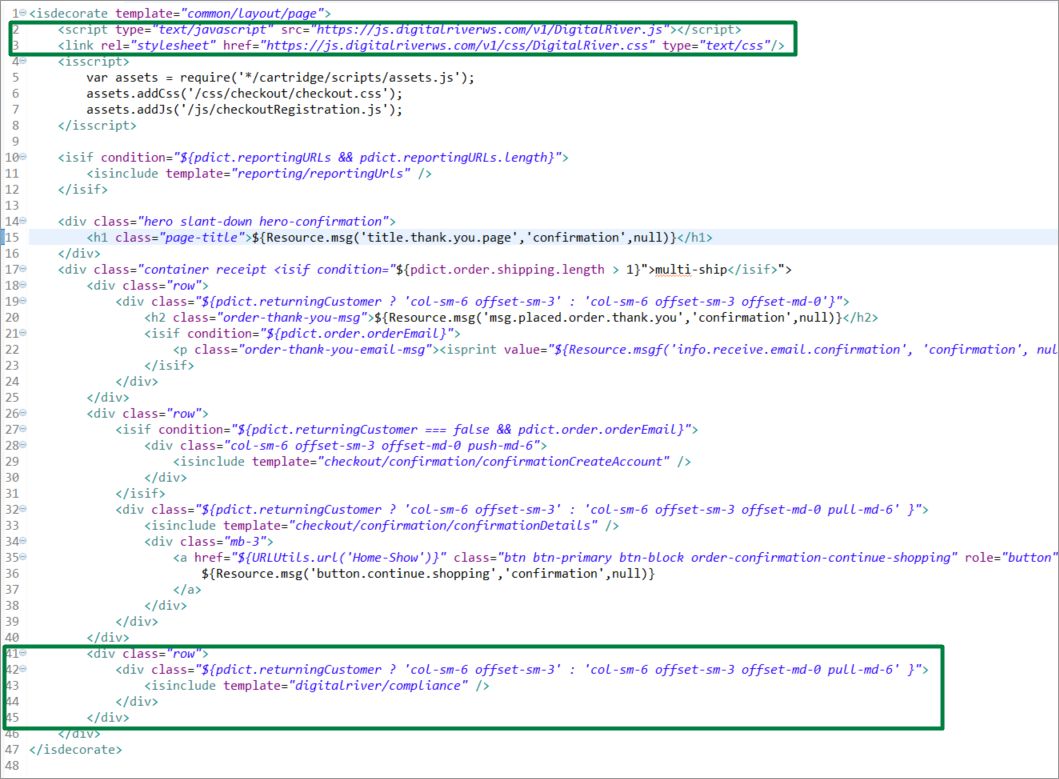 1 <isdecorate template="common/layout/page">
2     <script type="text/javascript" src="https://js.digitalriverws.com/v1/DigitalRiver.js"></script>
3     <link rel="stylesheet" href="https://js.digitalriverws.com/v1/css/DigitalRiver.css" type="text/css"/>
4     <isscript>
5         var assets = require('*/cartridge/scripts/assets.js');
6         assets.addCss('/css/checkout/checkout.css');
7         assets.addJs('/js/checkoutRegistration.js');
8     </isscript>
9
10     <isif condition="${pdict.reportingURLs && pdict.reportingURLs.length}">
11         <isinclude template="reporting/reportingUrls" />
12     </isif>
13
14     <div class="hero slant-down hero-confirmation">
15         <h1 class="page-title">${Resource.msg('title.thank.you.page','confirmation',null)}</h1>
16     </div>
17     <div class="container receipt <isif condition="${pdict.order.shipping.length > 1}">multi-ship</isif>">
18         <div class="row">
19             <div class="${pdict.returningCustomer ? 'col-sm-6 offset-sm-3' : 'col-sm-6 offset-sm-3 offset-md-0'}">
20                 <h2 class="order-thank-you-msg">${Resource.msg('msg.placed.order.thank.you','confirmation',null)}</h2>
21                 <isif condition="${pdict.order.orderEmail}">
22                     <p class="order-thank-you-email-msg"><isprint value="${Resource.msgf('info.receive.email.confirmation', 'confirmation', nul
23                 </isif>
24             </div>
25         </div>
26         <div class="row">
27             <isif condition="${pdict.returningCustomer === false && pdict.order.orderEmail}">
28                 <div class="col-sm-6 offset-sm-3 offset-md-0 push-md-6">
29                     <isinclude template="checkout/confirmation/confirmationCreateAccount" />
30                 </div>
31             </isif>
32             <div class="${pdict.returningCustomer ? 'col-sm-6 offset-sm-3' : 'col-sm-6 offset-sm-3 offset-md-0 pull-md-6' }">
33                 <isinclude template="checkout/confirmation/confirmationDetails" />
34                 <div class="mb-3">
35                     <a href="${URLUtils.url('Home-Show')}" class="btn btn-primary btn-block order-confirmation-continue-shopping" role="button"
36                         ${Resource.msg('button.continue.shopping','confirmation',null)}
37                     </a>
38                 </div>
39             </div>
40         </div>
41         <div class="row">
42             <div class="${pdict.returningCustomer ? 'col-sm-6 offset-sm-3' : 'col-sm-6 offset-sm-3 offset-md-0 pull-md-6' }">
43                 <isinclude template="digitalriver/compliance" />
44             </div>
45         </div>
46     </div>
47 </isdecorate>
48